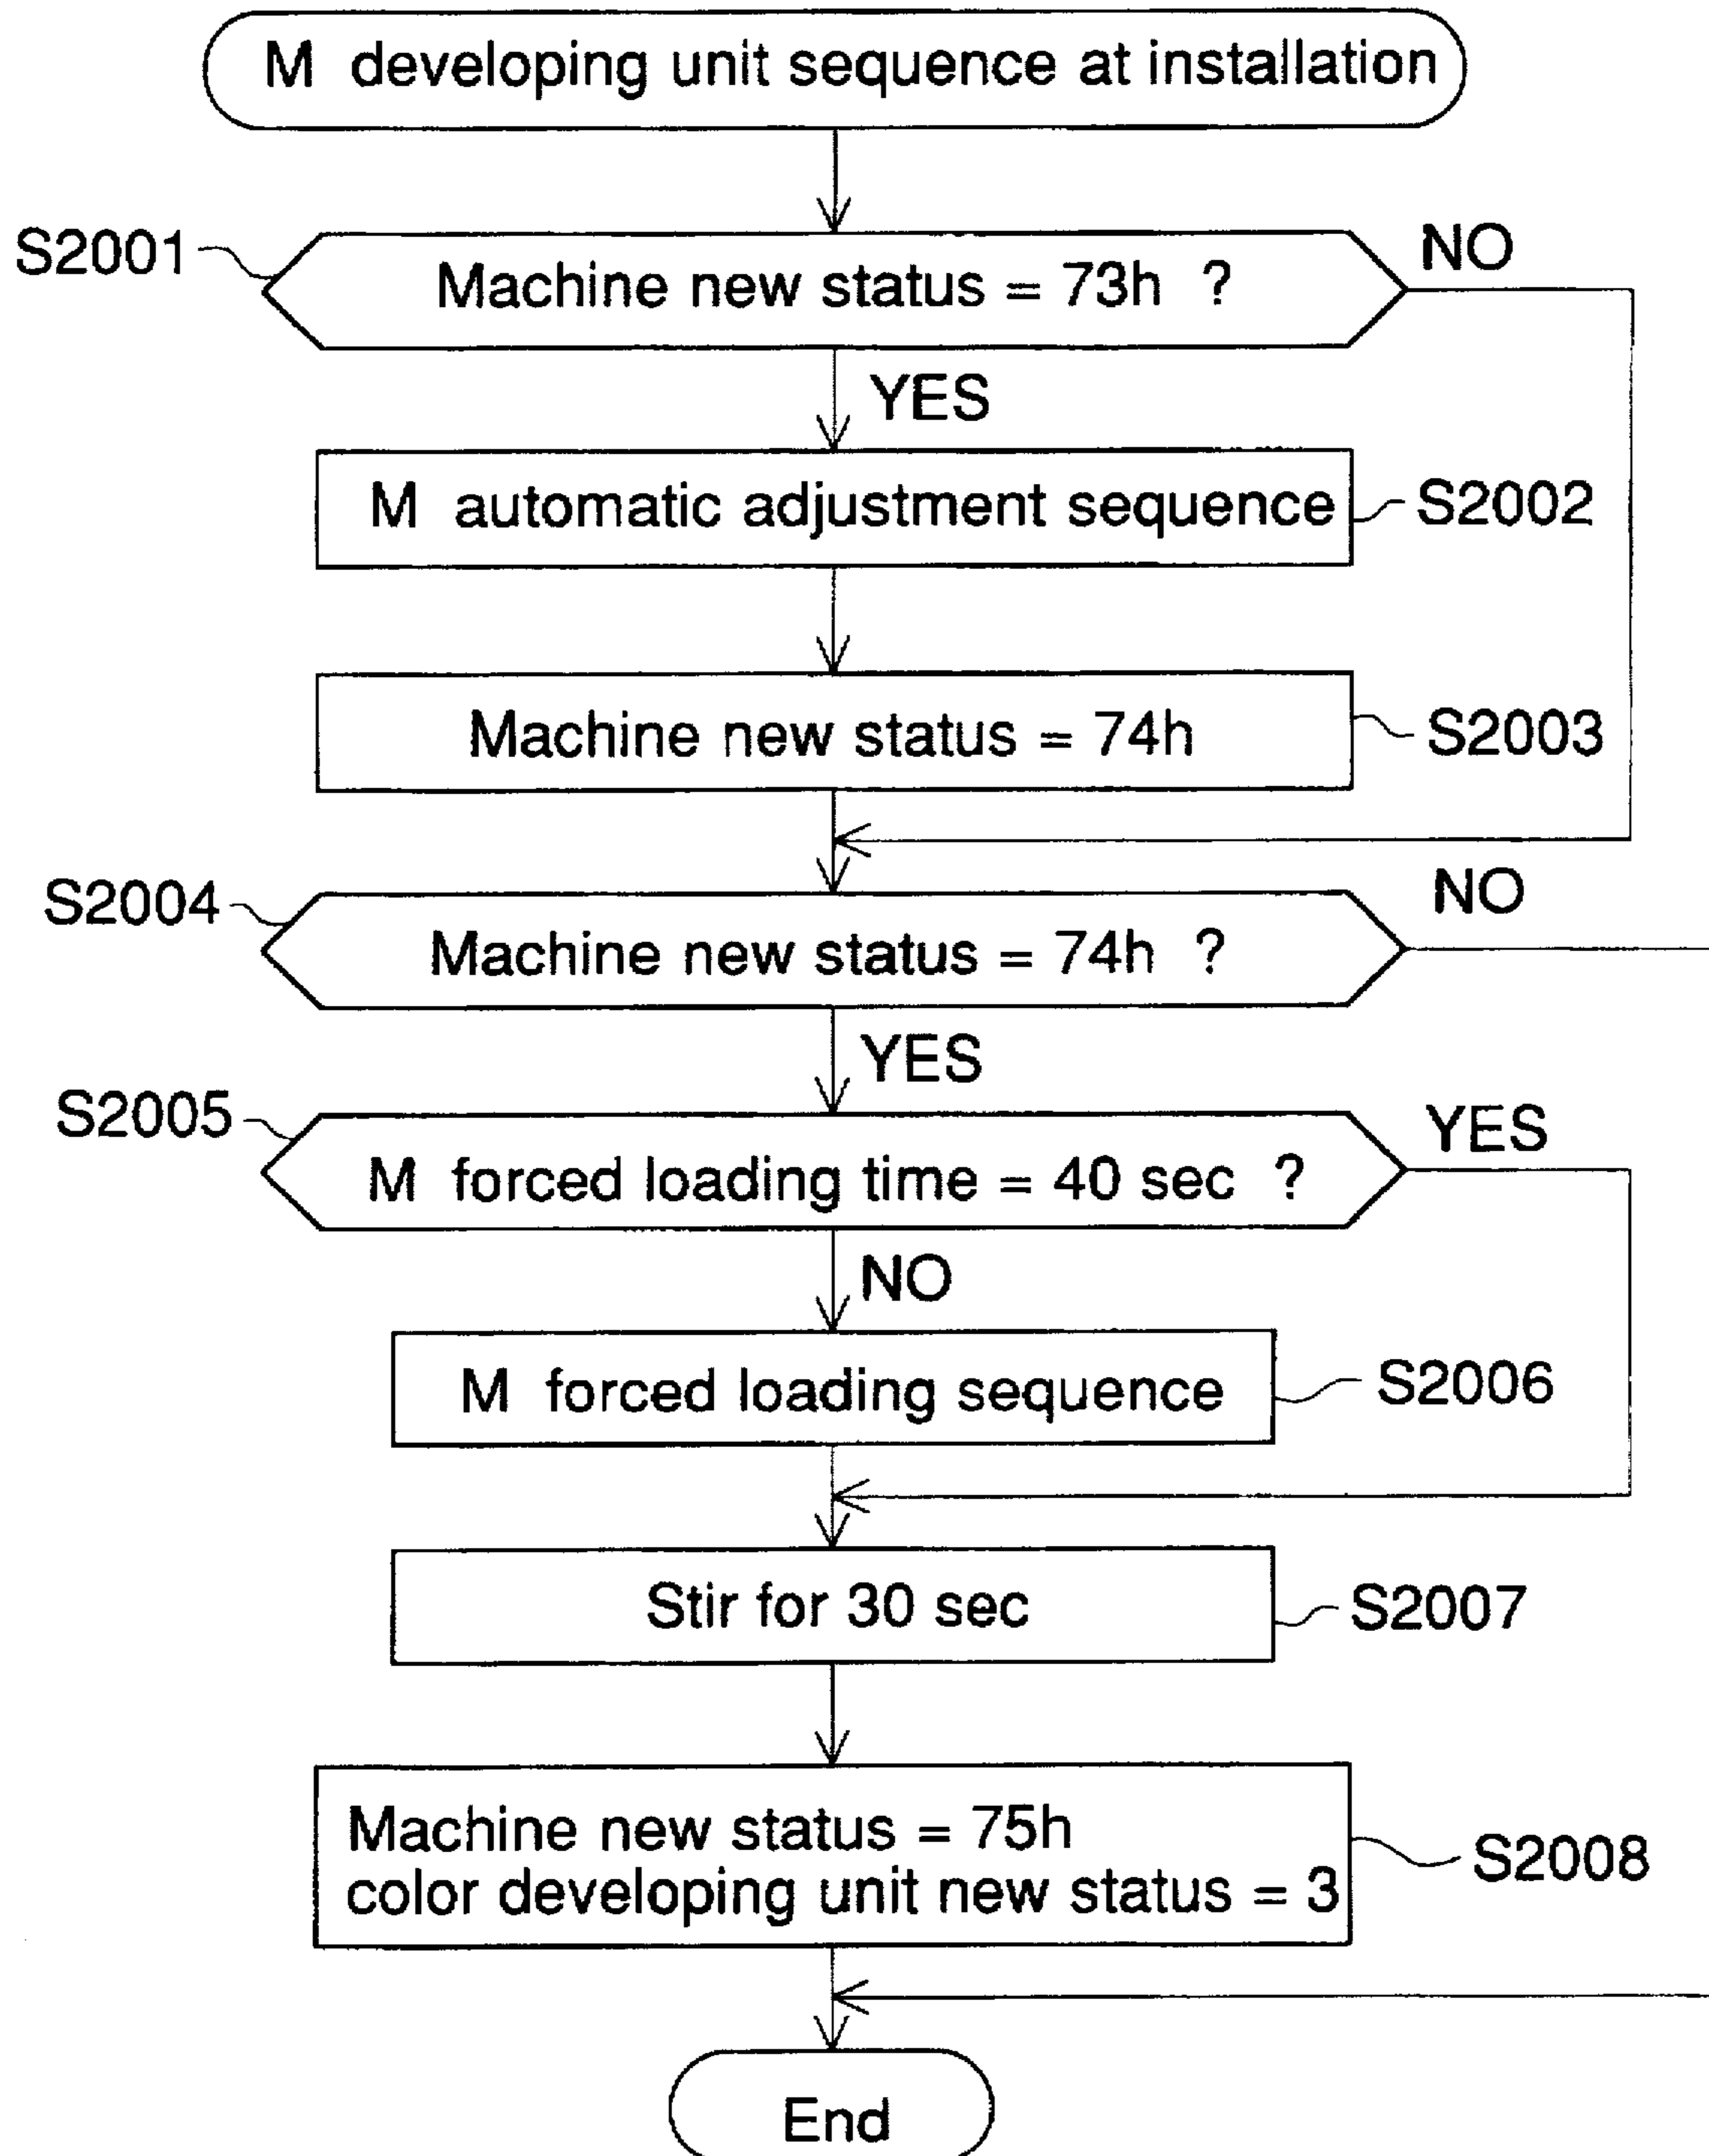 M developing unit sequence at installation
S2001
Machine new status = 73h ?
NO
YES
M automatic adjustment sequence
S2002
Machine new status = 74h
S2003
S2004
Machine new status = 74h ?
NO
YES
S2005
M forced loading time = 40 sec ?
YES
NO
M forced loading sequence
S2006
Stir for 30 sec
S2007
Machine new status = 75h
color developing unit new status = 3
S2008
End